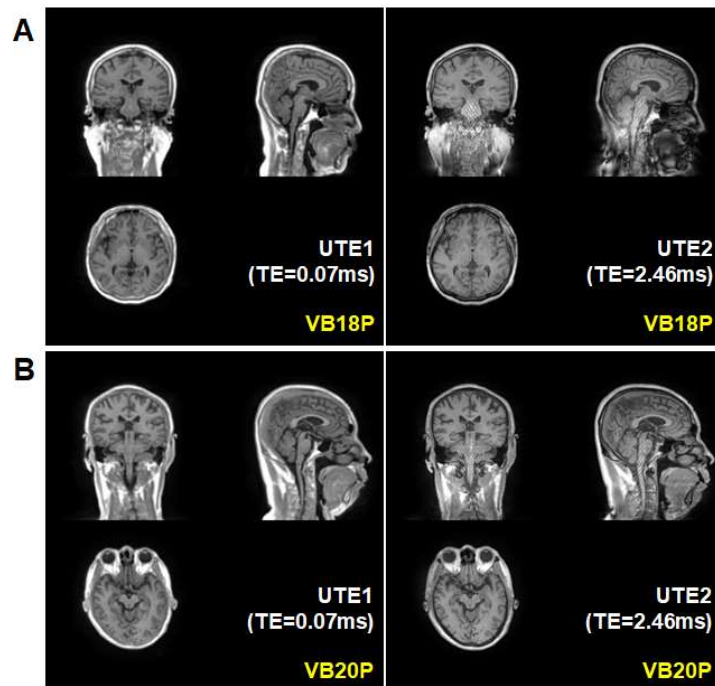 A
UTE1
(TE=0.07ms)
VB18P
UTE2
(TE=2.46ms)
VB18P
B
UTE1
(TE=0.07ms)
VB20P
UTE2
(TE=2.46ms)
VB20P